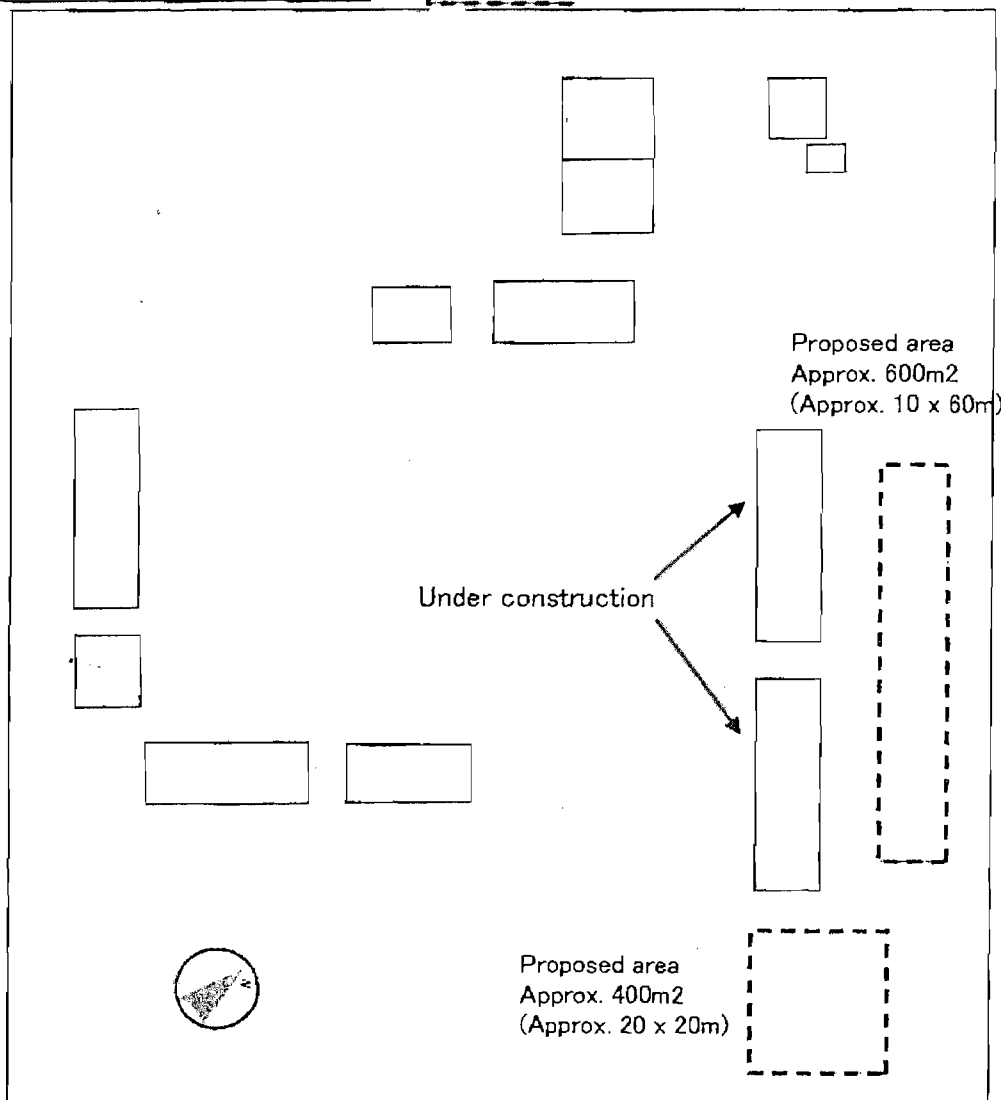 Proposed area
Approx. 600m2
(Approx. 10 x 60m)
Under construction
Proposed area
Approx. 400m2
(Approx. 20 x 20m)
N